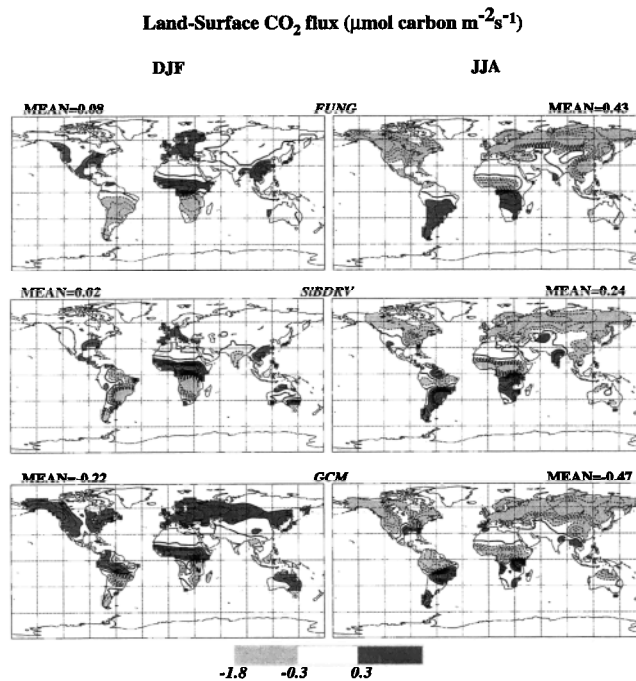 Land-Surface CO₂ flux (μmol carbon m⁻²s⁻¹)
DJF JJA
MEAN=0.08 FUNG MEAN=0.43
MEAN=0.02 SiBDRV MEAN=0.24
MEAN=-0.22 GCM MEAN=-0.47
-1.8 -0.3 0.3